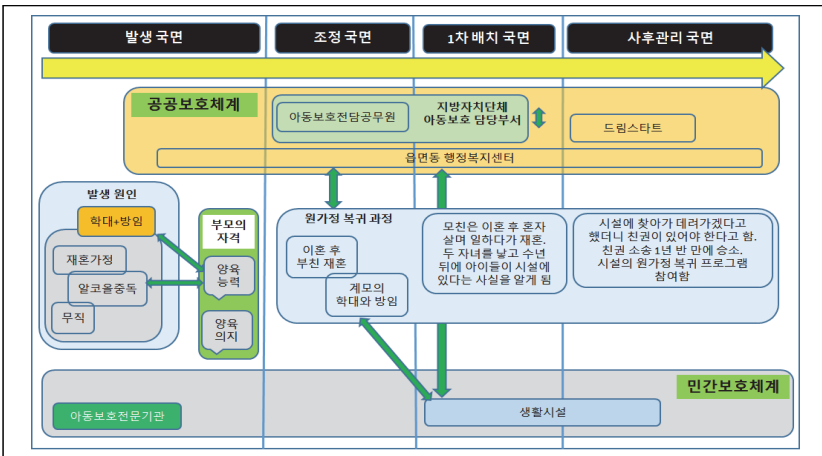 발생 국면
조정 국면
1차 배치 국면
사후관리 국면
공공보호체계
아동보호전담공무원
지방자치단체
아동보호 담당부서
드림스타트
읍면동 행정복지센터
발생 원인
학대+방임
재혼가정
알코올중독
무직
부모의
자격
양육
능력
양육
의지
원가정 복귀 과정
이혼 후
부친 재혼
계모의
학대와 방임
모친은 이혼 후 혼자
살며 일하다가 재혼.
두 자녀를 낳고 수년
뒤에 아이들이 시설에
있다는 사실을 알게 됨
시설에 찾아가 데려가겠다고
했더니 친권이 있어야 한다고 함.
친권 소송1년 반 만에 승소.
시설의 원가정 복귀 프로그램
참여함
민간보호체계
아동보호전문기관
생활시설